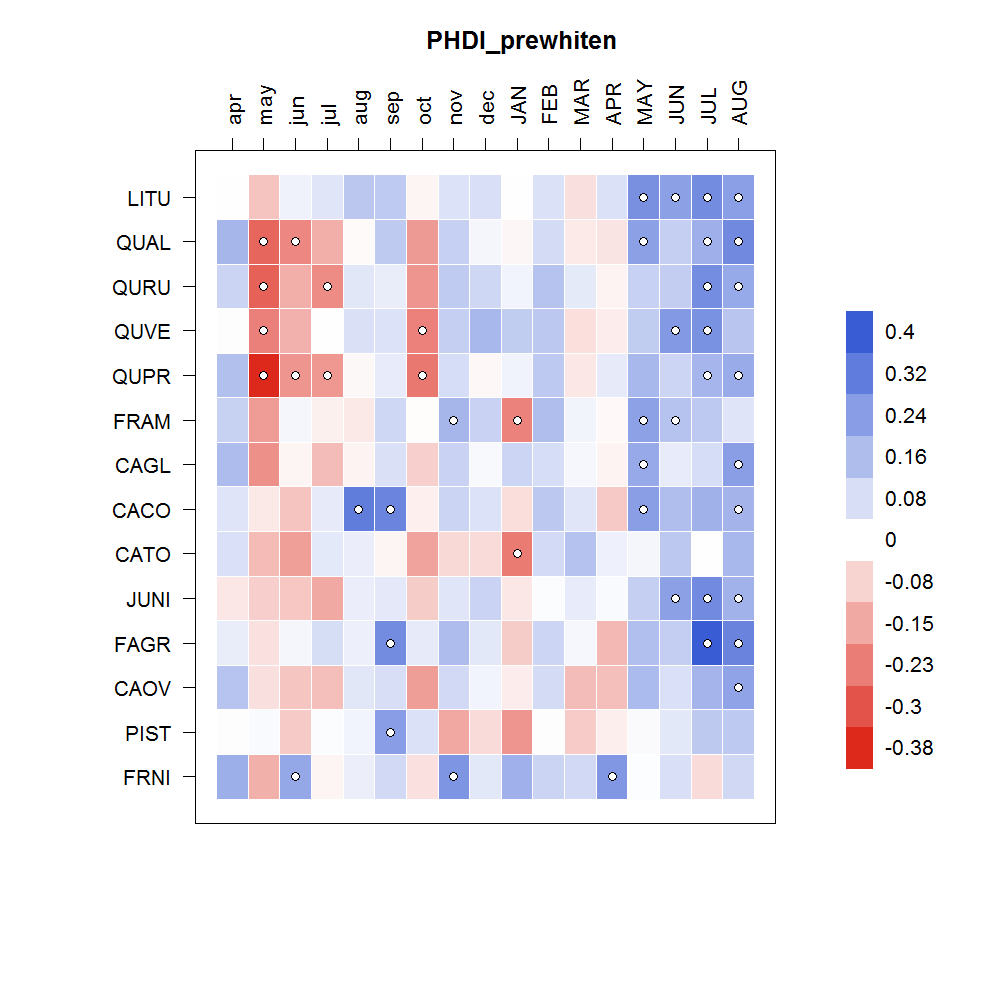 PHDI_prewhiten
apr may jun jul aug sep oct nov dec JAN FEB MAR APR MAY JUN JUL AUG
LITU
QUAL
QURU
QUVE
QUPR
FRAM
CAGL
CACO
CATO
JUNI
FAGR
CAOV
PIST
FRNI
0.4
0.32
0.24
0.16
0.08
0
-0.08
-0.15
-0.23
-0.3
-0.38